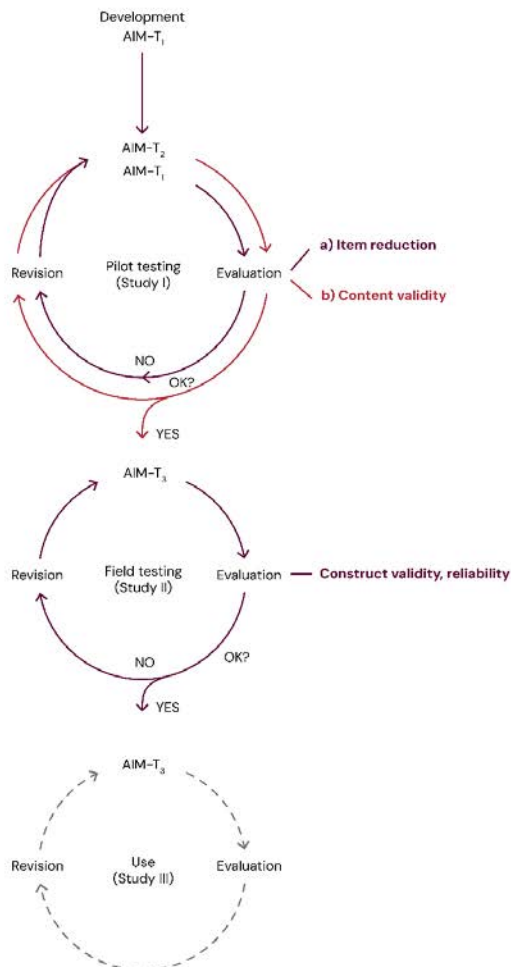 Development
AIM-T₁
AIM-T₂
AIM-T₁
a) Item reduction
Revision
Pilot testing
(Study I)
Evaluation
b) Content validity
NO
OK?
YES
AIM-T₃
Revision
Field testing
(Study II)
Evaluation
Construct validity, reliability
NO
OK?
YES
AIM-T₃
Revision
Use
(Study III)
Evaluation